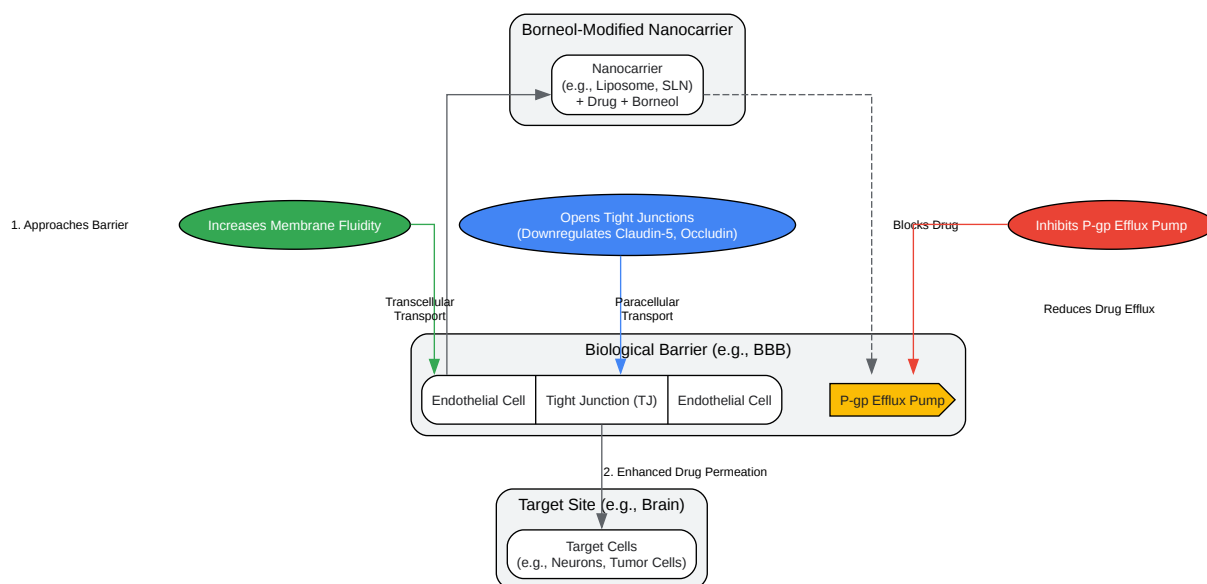 Borneol-Modified Nanocarrier
Nanocarrier
(e.g., Liposome, SLN)
+ Drug + Borneol
1. Approaches Barrier
Increases Membrane Fluidity
Opens Tight Junctions
(Downregulates Claudin-5, Occludin)
Blocks Drug
Inhibits P-gp Efflux Pump
Transcellular
Transport
Paracellular
Transport
Reduces Drug Efflux
Biological Barrier (e.g., BBB)
Endothelial Cell
Tight Junction (TJ)
Endothelial Cell
P-gp Efflux Pump
2. Enhanced Drug Permeation
Target Site (e.g., Brain)
Target Cells
(e.g., Neurons, Tumor Cells)